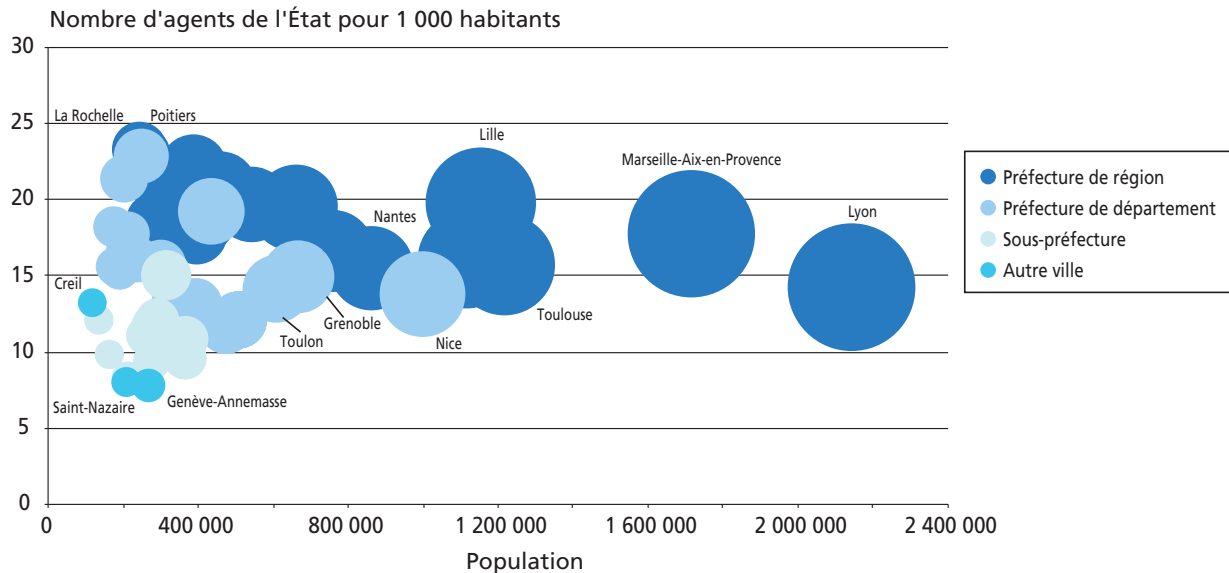 Nombre d'agents de l'État pour 1 000 habitants
30
25
20
15
10
5
0
La Rochelle
Poitiers
Lille
Marseille-Aix-en-Provence
Lyon
Nantes
Creil
Toulouse
Grenoble
Toulon
Nice
Saint-Nazaire
Genève-Annemasse
0
400 000
800 000
1 200 000
1 600 000
2 000 000
2 400 000
Population
Préfecture de région
Préfecture de département
Sous-préfecture
Autre ville